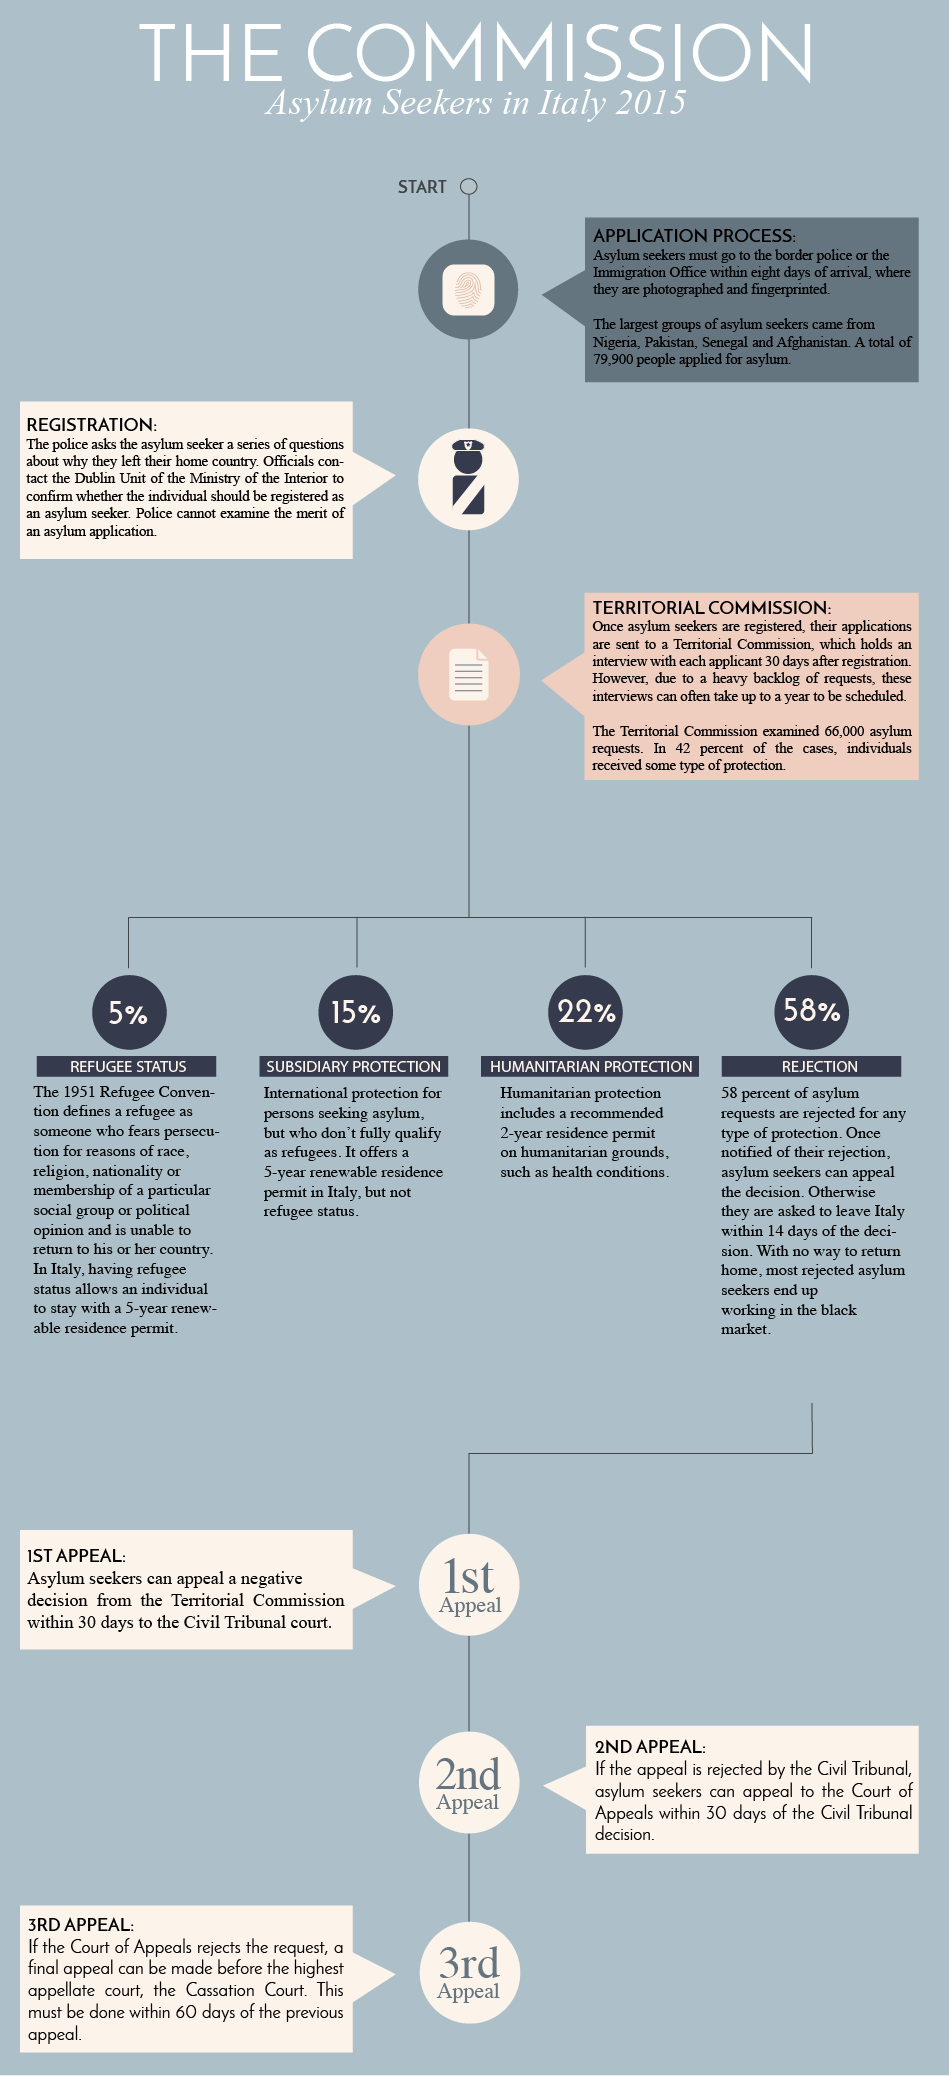 THE COMMISSION
Asylum Seekers in Italy 2015
START
APPLICATION PROCESS:
Asylum seekers must go to the border police or the
Immigration Office within eight days of arrival, where
they are photographed and fingerprinted.
The largest groups of asylum seekers came from
Nigeria, Pakistan, Senegal and Afghanistan. A total of
79,900 people applied for asylum.
REGISTRATION:
The police asks the asylum seeker a series of questions
about why they left their home country. Officials con-
tact the Dublin Unit of the Ministry of the Interior to
confirm whether the individual should be registered as
an asylum seeker. Police cannot examine the merit of
an asylum application.
TERRITORIAL COMMISSION:
Once asylum seekers are registered, their applications
are sent to a Territorial Commission, which holds an
interview with each applicant 30 days after registration.
However, due to a heavy backlog of requests, these
interviews can often take up to a year to be scheduled.
The Territorial Commission examined 66,000 asylum
requests. In 42 percent of the cases, individuals
received some type of protection.
5%
REFUGEE STATUS
The 1951 Refugee Conven-
tion defines a refugee as
someone who fears persecu-
tion for reasons of race,
religion, nationality or
membership of a particular
social group or political
opinion and is unable to
return to his or her country.
In Italy, having refugee
status allows an individual
to stay with a 5-year renew-
able residence permit.
15%
SUBSIDIARY PROTECTION
International protection for
persons seeking asylum,
but who don't fully qualify
as refugees. It offers a
5-year renewable residence
permit in Italy, but not
refugee status.
22%
HUMANITARIAN PROTECTION
Humanitarian protection
includes a recommended
2-year residence permit
on humanitarian grounds,
such as health conditions.
58%
REJECTION
58 percent of asylum
requests are rejected for any
type of protection. Once
notified of their rejection,
asylum seekers can appeal
the decision. Otherwise
they are asked to leave Italy
within 14 days of the deci-
sion. With no way to return
home, most rejected asylum
seekers end up
working in the black
market.
1ST APPEAL:
Asylum seekers can appeal a negative
decision from the Territorial Commission
within 30 days to the Civil Tribunal court.
1st
Appeal
2nd
Appeal
2ND APPEAL:
If the appeal is rejected by the Civil Tribunal,
asylum seekers can appeal to the Court of
Appeals within 30 days of the Civil Tribunal
decision.
3RD APPEAL:
If the Court of Appeals rejects the request, a
final appeal can be made before the highest
appellate court, the Cassation Court. This
must be done within 60 days of the previous
appeal.
3rd
Appeal